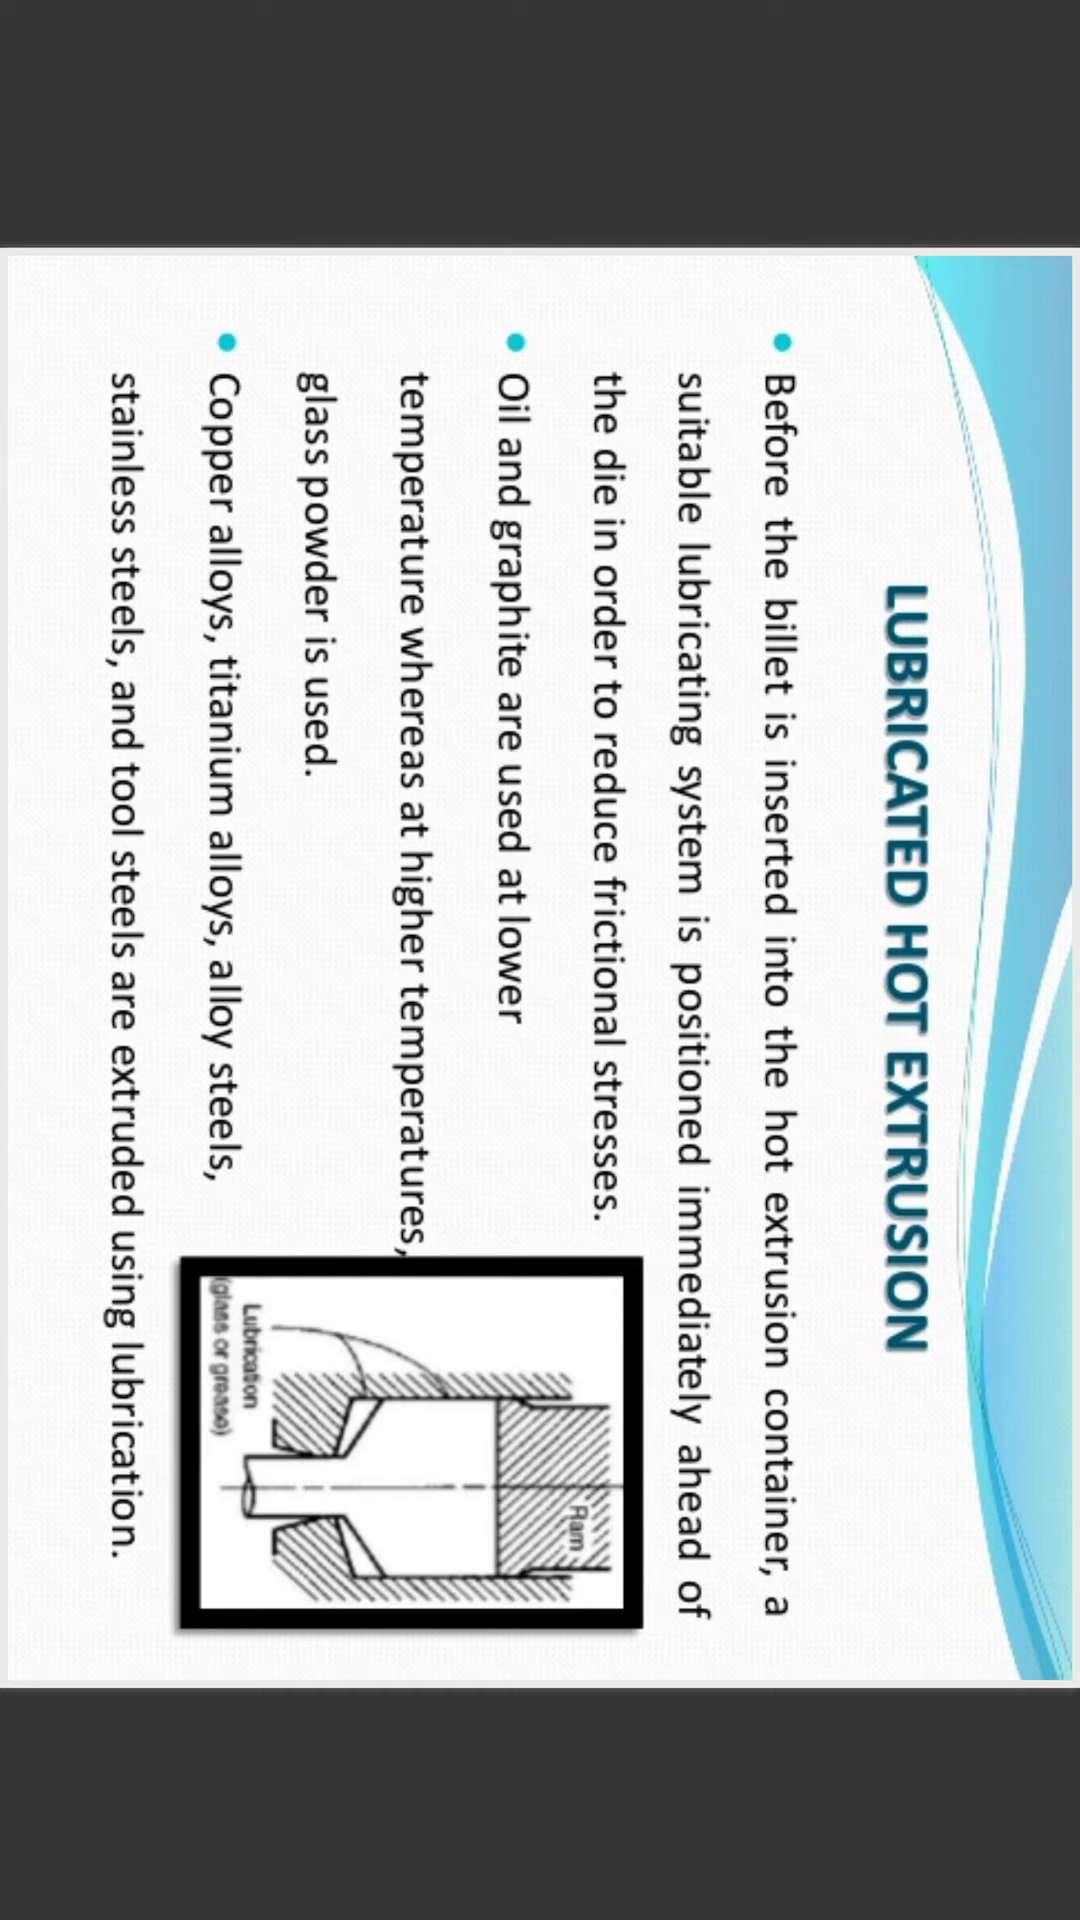 LUBRICATED HOT EXTRUSION
Before the billet is inserted into the hot extrusion container, a
suitable lubricating system is positioned immediately ahead of
the die in order to reduce frictional stresses.
Oil and graphite are used at lower
temperature whereas at higher temperatures,
glass powder is used.
Copper alloys, titanium alloys, alloy steels,
stainless steels, and tool steels are extruded using lubrication.
Ram
Lubrication
(glass or grease)